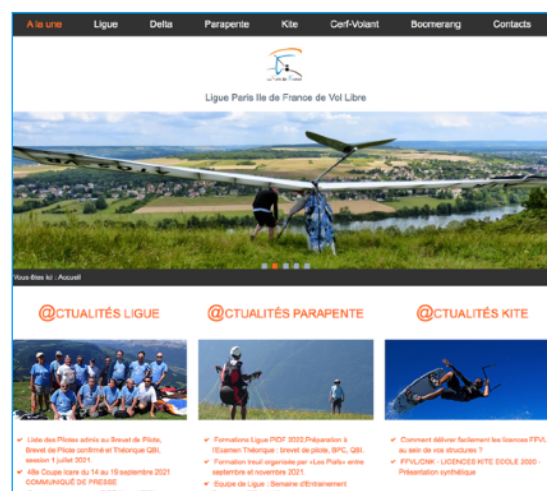 A la une Ligue Delta Parapente Kite Cerf-Volant Boomerang Contacts
Ligue Paris Ile de France de Vol Libre
Vous êtes ici : Accueil
@CTUALITÉS LIGUE
@CTUALITÉS PARAPENTE
@CTUALITÉS KITE
Liste des Pilotes admis au Brevet de Pilote,
Brevet de Pilote confirmé et Théorique QBI,
session 1 juillet 2021.
48e Coupe Icare du 14 au 19 septembre 2021
COMMUNIQUÉ DE PRESSE
Formations Ligue PIDF 2022,Préparation à
l'Examen Théorique : brevet de pilote, BPC, QBI.
Formation treuil organisée par «Les Piafs» entre
septembre et novembre 2021.
Equipe de Ligue : Semaine d'Entrainement
Comment délivrer facilement les licences FFVL
au sein de vos structures ?
FFVL/CNK - LICENCES KITE ECOLE 2020 -
Présentation synthétique